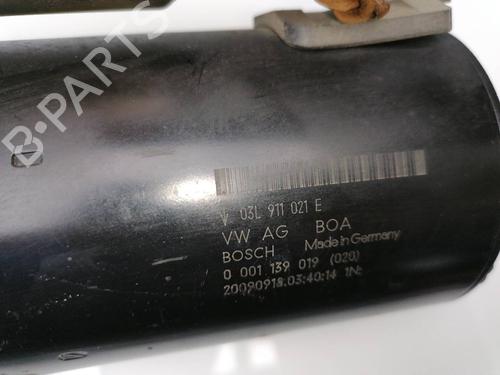 B-PARTS
V 03L 911 021 E
VW AG BOA
BOSCH Made in Germany
0 001 139 019 (020)
20090918.03:40:14 1N: